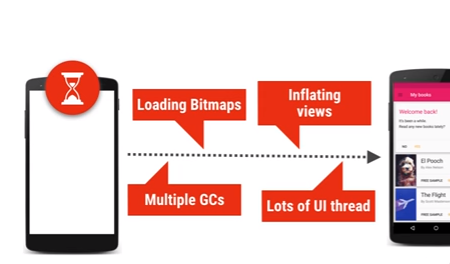 Loading Bitmaps
Inflating
views
Multiple GCs
Lots of UI thread
My books
Welcome back!
It's been a while.
Read any new books lately?
El Pooch
FREE SAMPLE
The Flight
FREE SAMPLE